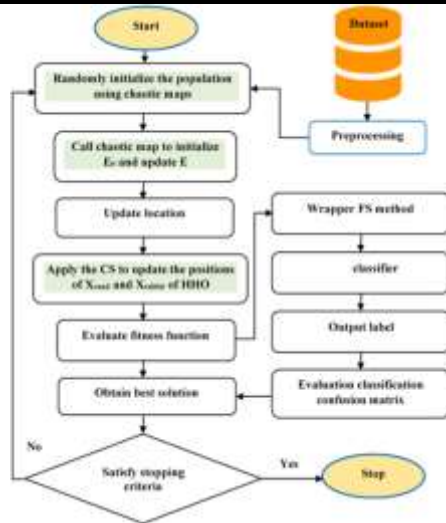 Start
Dataset
Randomly initialize the population
using chaotic maps
Preprocessing
Call chaotic map to initialize
E₀ and update E
Update location
Wrapper FS method
Apply the CS to update the positions
of X and X of HHO
classifier
Evaluate fitness function
Output label
Obtain best solution
Evaluation classification
confusion matrix
No
Satisfy stopping
criteria
Yes
Stop